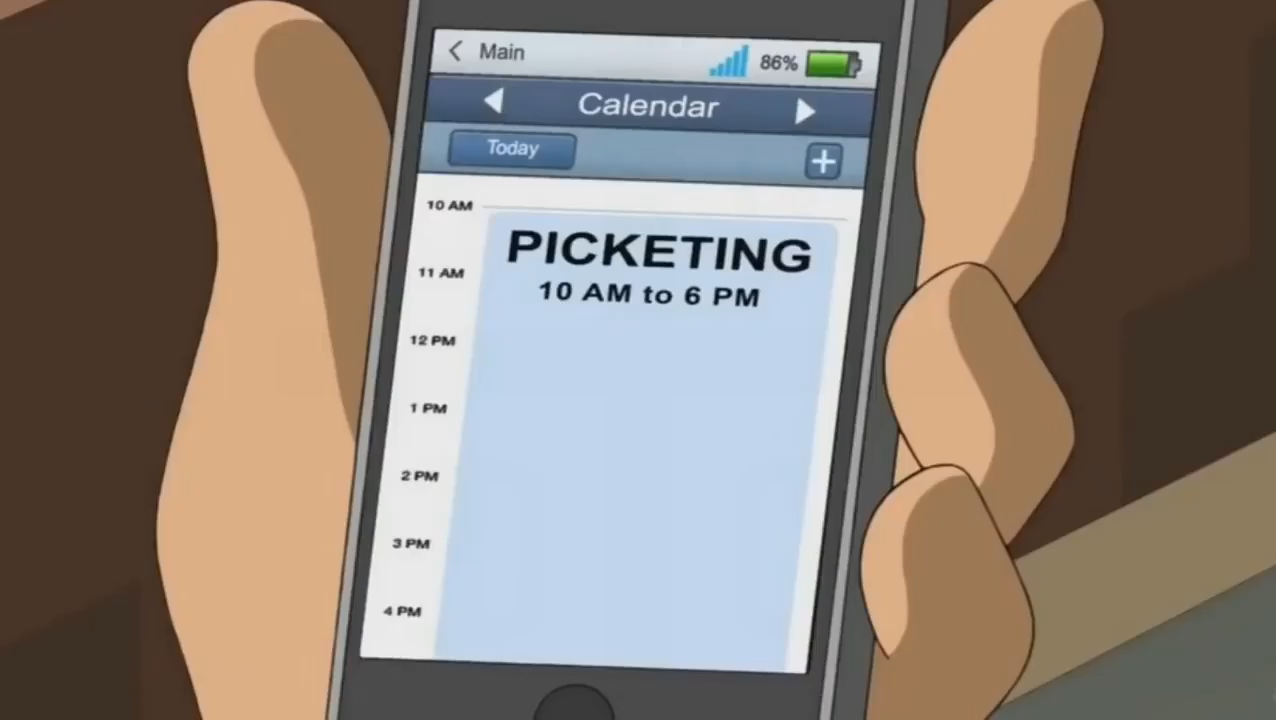 Main
86%
Calendar
Today
10 AM
PICKETING
11 AM
10 AM to 6 PM
12 PM
1 PM
2 PM
3 PM
4 PM